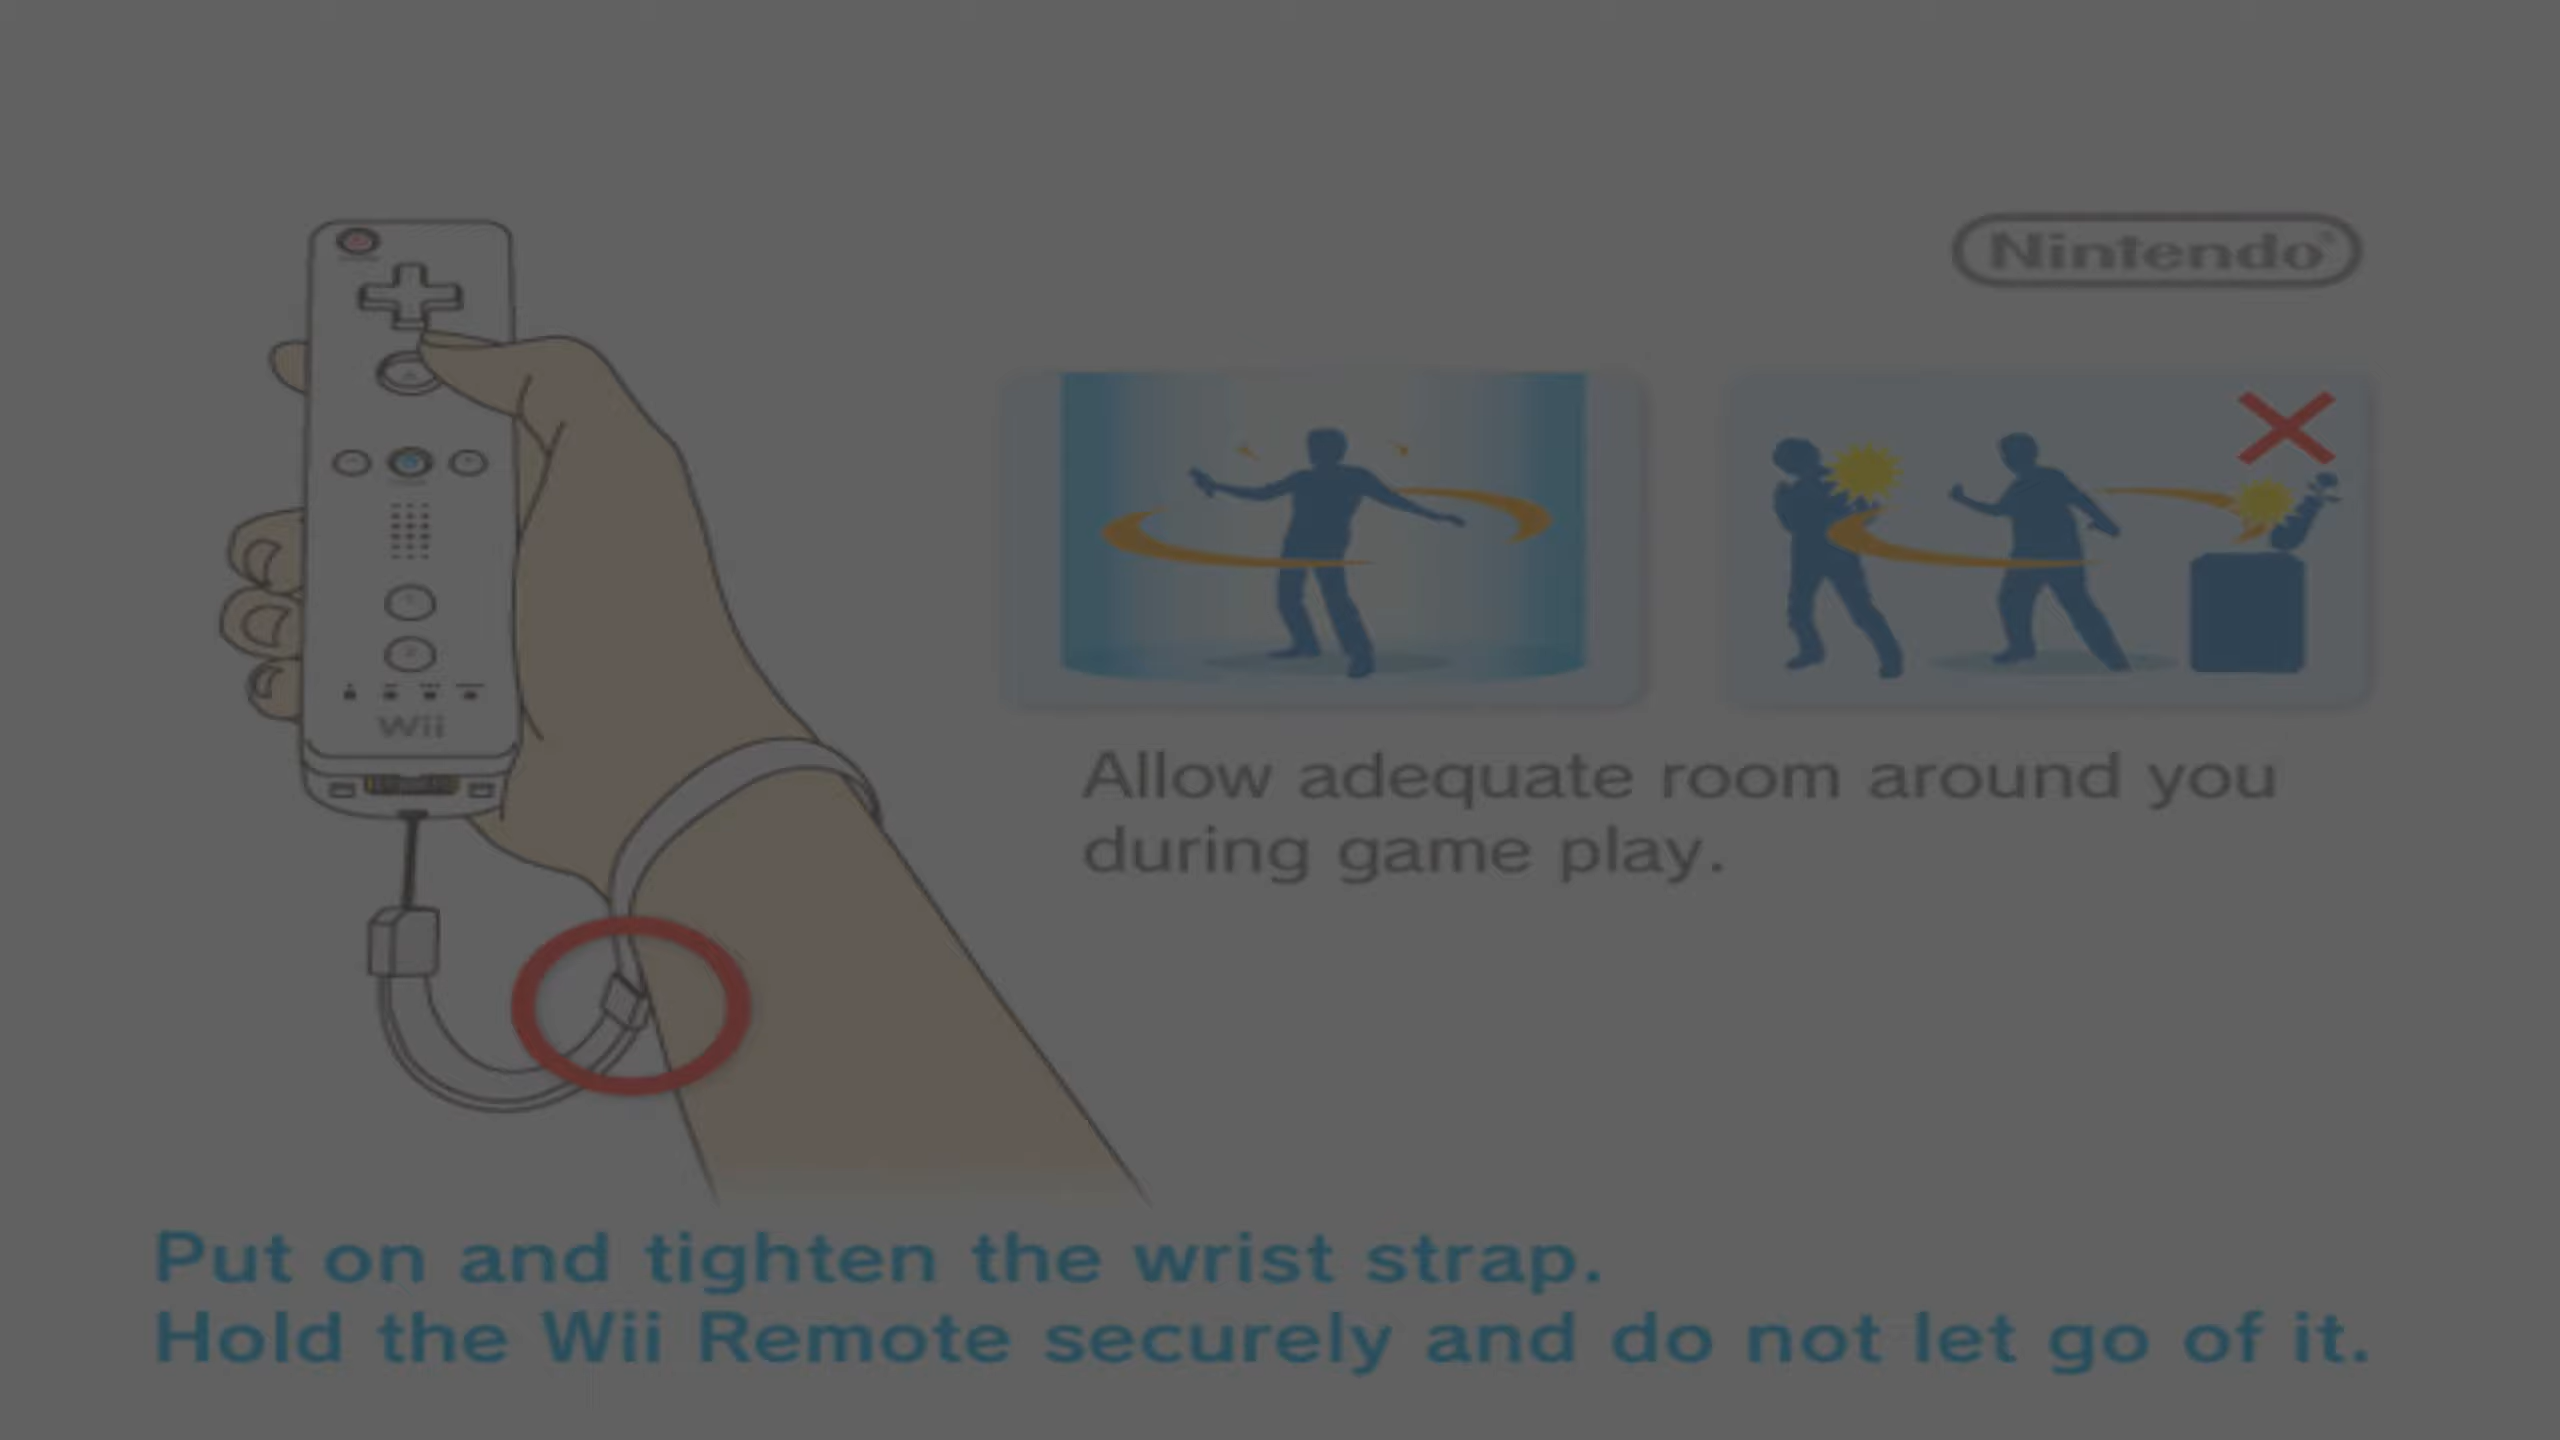 Nintendo®
Wii
Allow adequate room around you
during game play.
Put on and tighten the wrist strap.
Hold the Wii Remote securely and do not let go of it.